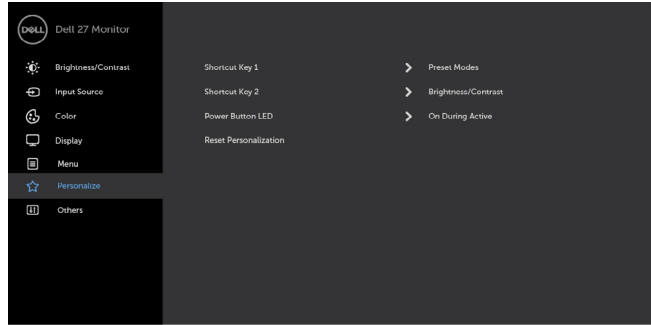 DELL Dell 27 Monitor
Brightness/Contrast
Input Source
Color
Display
Menu
Personalize
Others
Shortcut Key 1 Preset Modes
Shortcut Key 2 Brightness/Contrast
Power Button LED On During Active
Reset Personalization